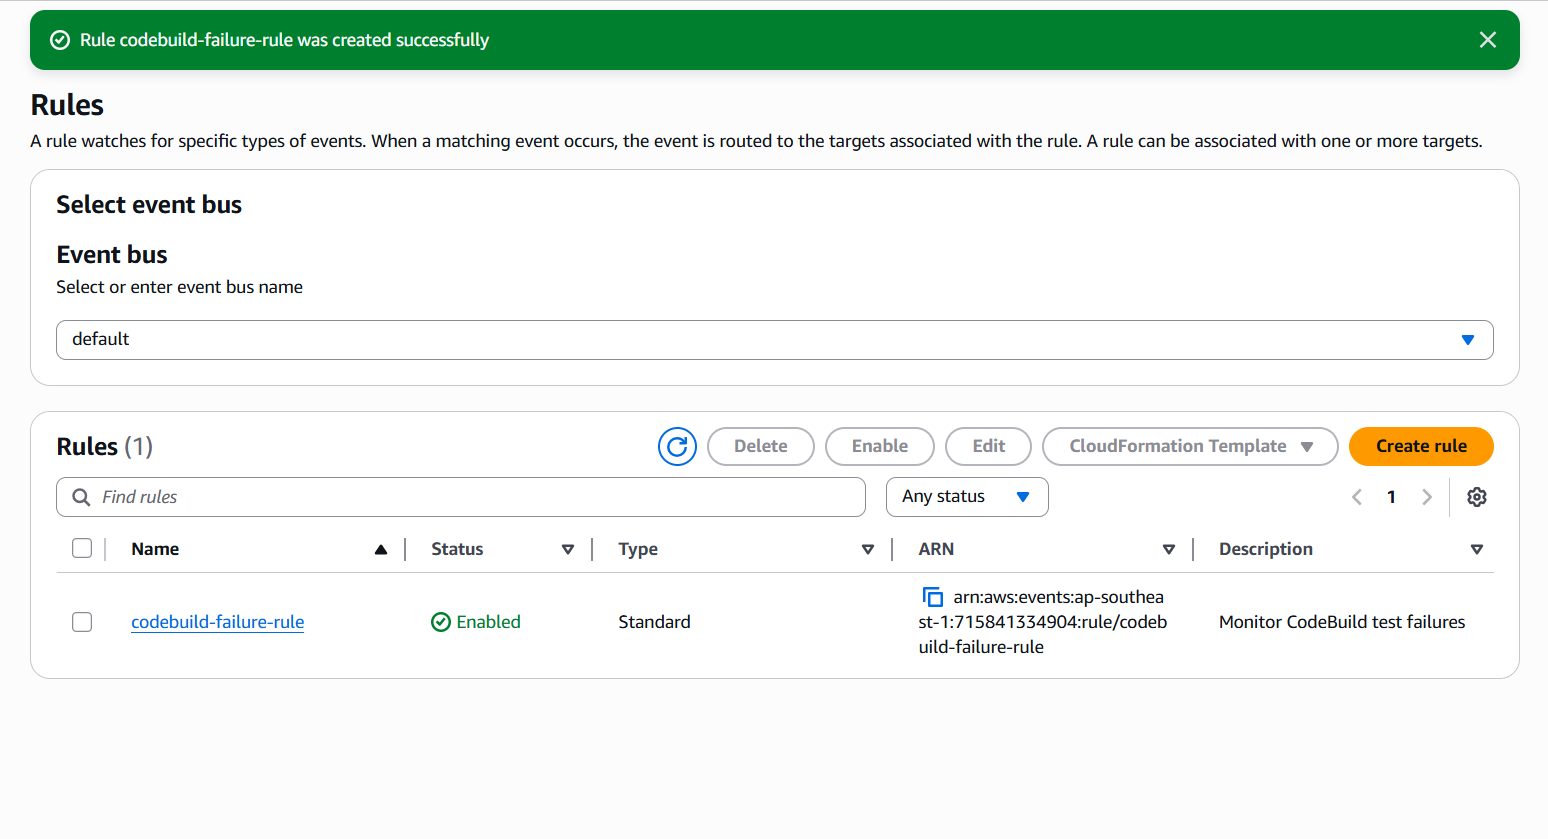 Rule codebuild-failure-rule was created successfully
Rules
A rule watches for specific types of events. When a matching event occurs, the event is routed to the targets associated with the rule. A rule can be associated with one or more targets.
Select event bus
Event bus
Select or enter event bus name
default
Rules (1)
Delete
Enable
Edit
CloudFormation Template
Create rule
Find rules
Any status
1
Name
Status
Type
ARN
Description
codebuild-failure-rule
Enabled
Standard
arn:aws:events:ap-southea
st-1:715841334904:rule/codeb
uild-failure-rule
Monitor CodeBuild test failures